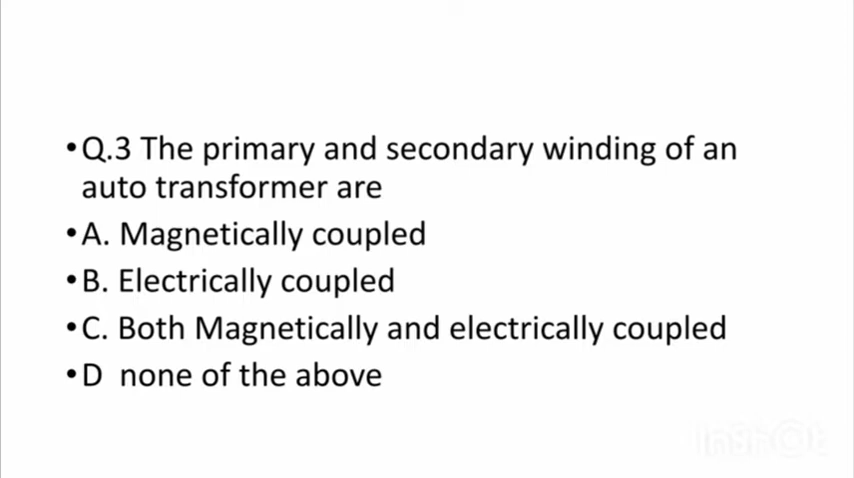 •Q.3 The primary and secondary winding of an
auto transformer are
•A. Magnetically coupled
•B. Electrically coupled
•C. Both Magnetically and electrically coupled
•D  none of the above